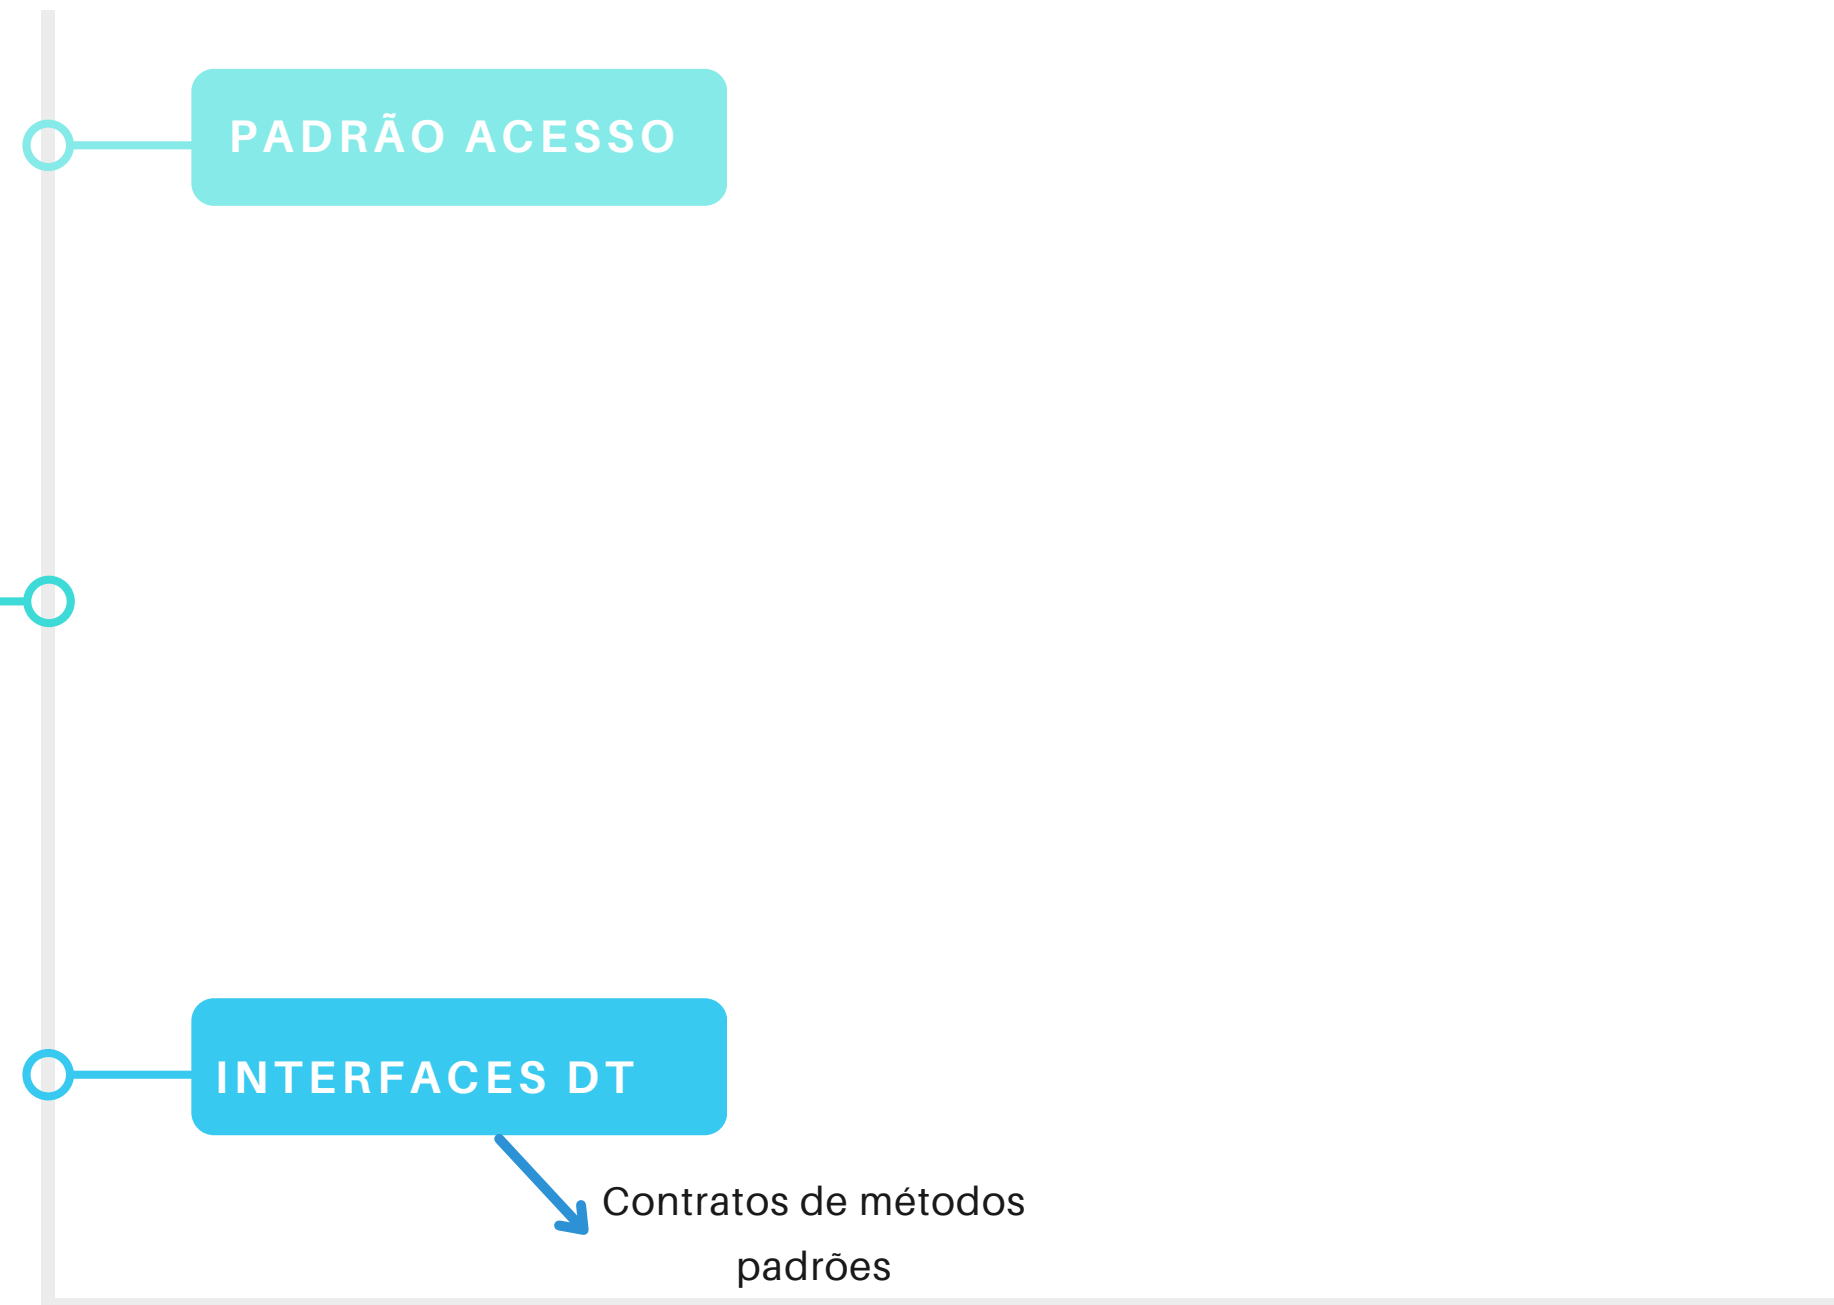 PADRÃO ACESSO
INTERFACES DT
Contratos de métodos
padrões